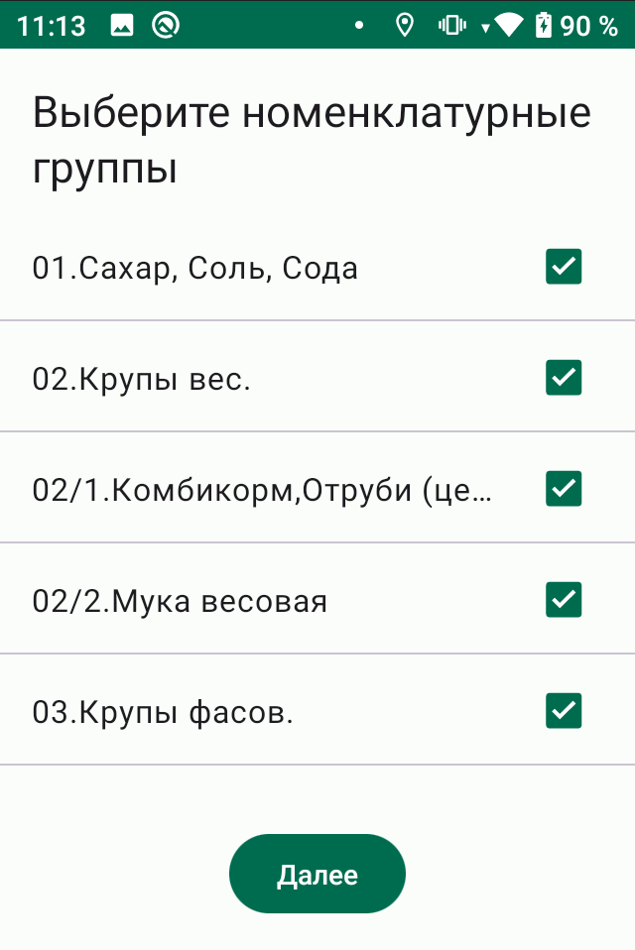 11:13
90 %
Выберите номенклатурные
группы
01.Сахар, Соль, Сода
02.Крупы вес.
02/1.Комбикорм,Отруби (це...
02/2.Мука весовая
03.Крупы фасов.
Далее